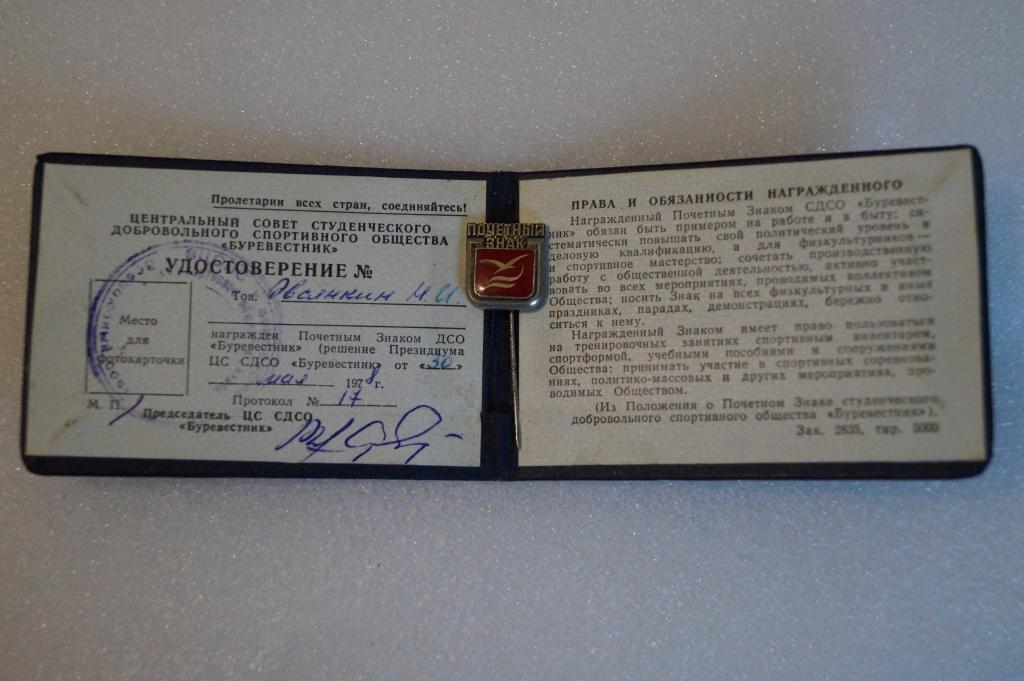 Пролетарии всех стран, соединяйтесь!
ЦЕНТРАЛЬНЫЙ СОВЕТ СТУДЕНЧЕСКОГО
ДОБРОВОЛЬНОГО СПОРТИВНОГО ОБЩЕСТВА
«БУРЕВЕСТНИК»
УДОСТОВЕРЕНИЕ №
Тов. Овсянкин Н.И.
Место
для
фотокарточки
М. П.
награжден Почетным Знаком ДСО
«Буревестник» (решение Президиума
ЦС СДСО «Буревестник» от «30»
мая 1978 г.
Протокол № 17
Председатель ЦС СДСО
«Буревестник»
ПОЧЕТНЫЙ
ЗНАК
ПРАВА И ОБЯЗАННОСТИ НАГРАЖДЕННОГО
Награжденный Почетным Знаком СДСО «Буревест-
ник» обязан быть примером на работе и в быту; си-
стематически повышать свой политический уровень и
деловую квалификацию, а для физкультурников —
и спортивное мастерство; сочетать производственную
работу с общественной деятельностью, активно участ-
вовать во всех мероприятиях, проводимых коллективом
Общества; носить Знак на всех физкультурных и иных
праздниках, парадах, демонстрациях, бережно отно-
ситься к нему.
Награжденный Знаком имеет право пользоваться
на тренировочных занятиях спортивным инвентарем,
спортформой, учебными пособиями и сооружениями
Общества; принимать участие в спортивных соревнова-
ниях, политико-массовых и других мероприятиях, про-
водимых Обществом.
(Из Положения о Почетном Знаке студенческого
добровольного спортивного общества «Буревестник»).
Зак. 2835, тир. 5000